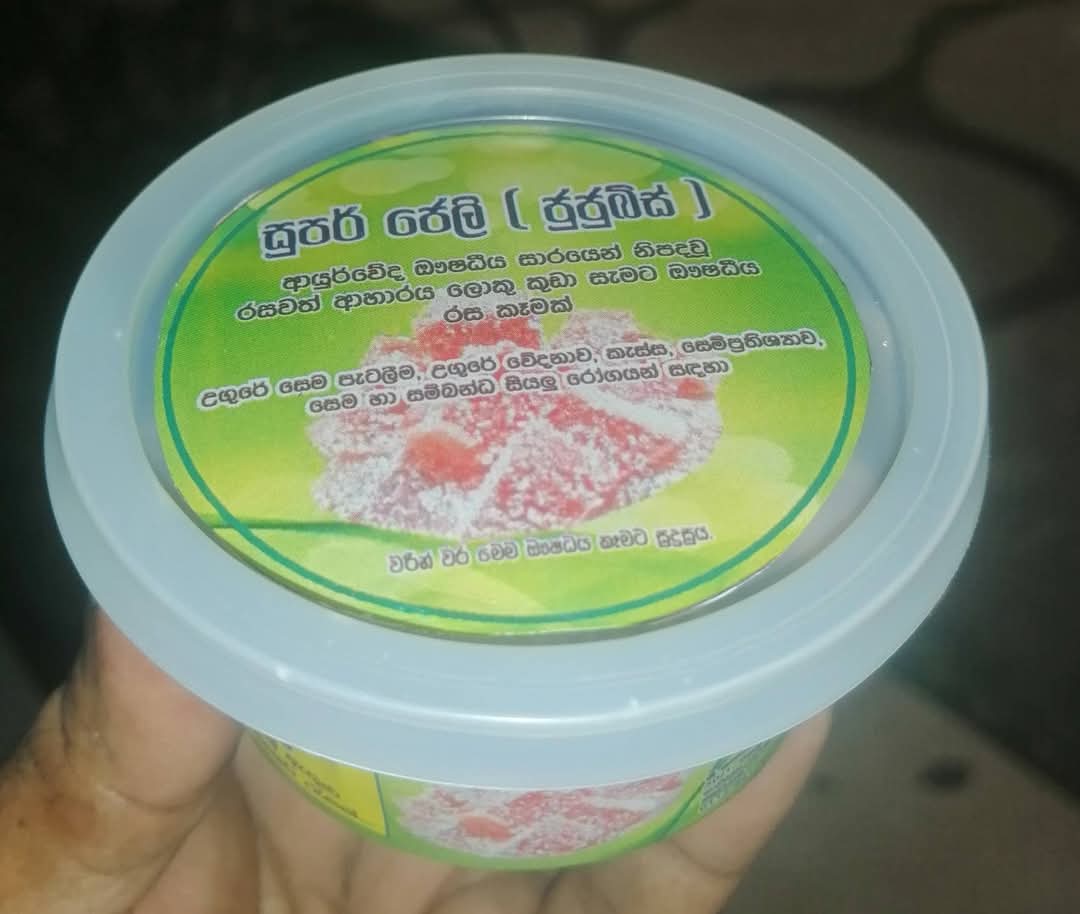 සුපර් ජෙලි ( ජුජුබ්ස් )
ආයුර්වේද ඖෂධීය සාරයෙන් නිපදවූ
රසවත් ආහාරය ලොකු කුඩා සැමට ඖෂධීය
රස කෑමක්
උගුරේ සෙම පැටලීම, උගුරේ වේදනාව, කැස්ස, සෙම්ප්‍රතිශ්‍යාව,
සෙම හා සම්බන්ධ සියලු රෝගයන් සඳහා
වරින් වර මෙම ඖෂධය කෑමට සුදුසුය.